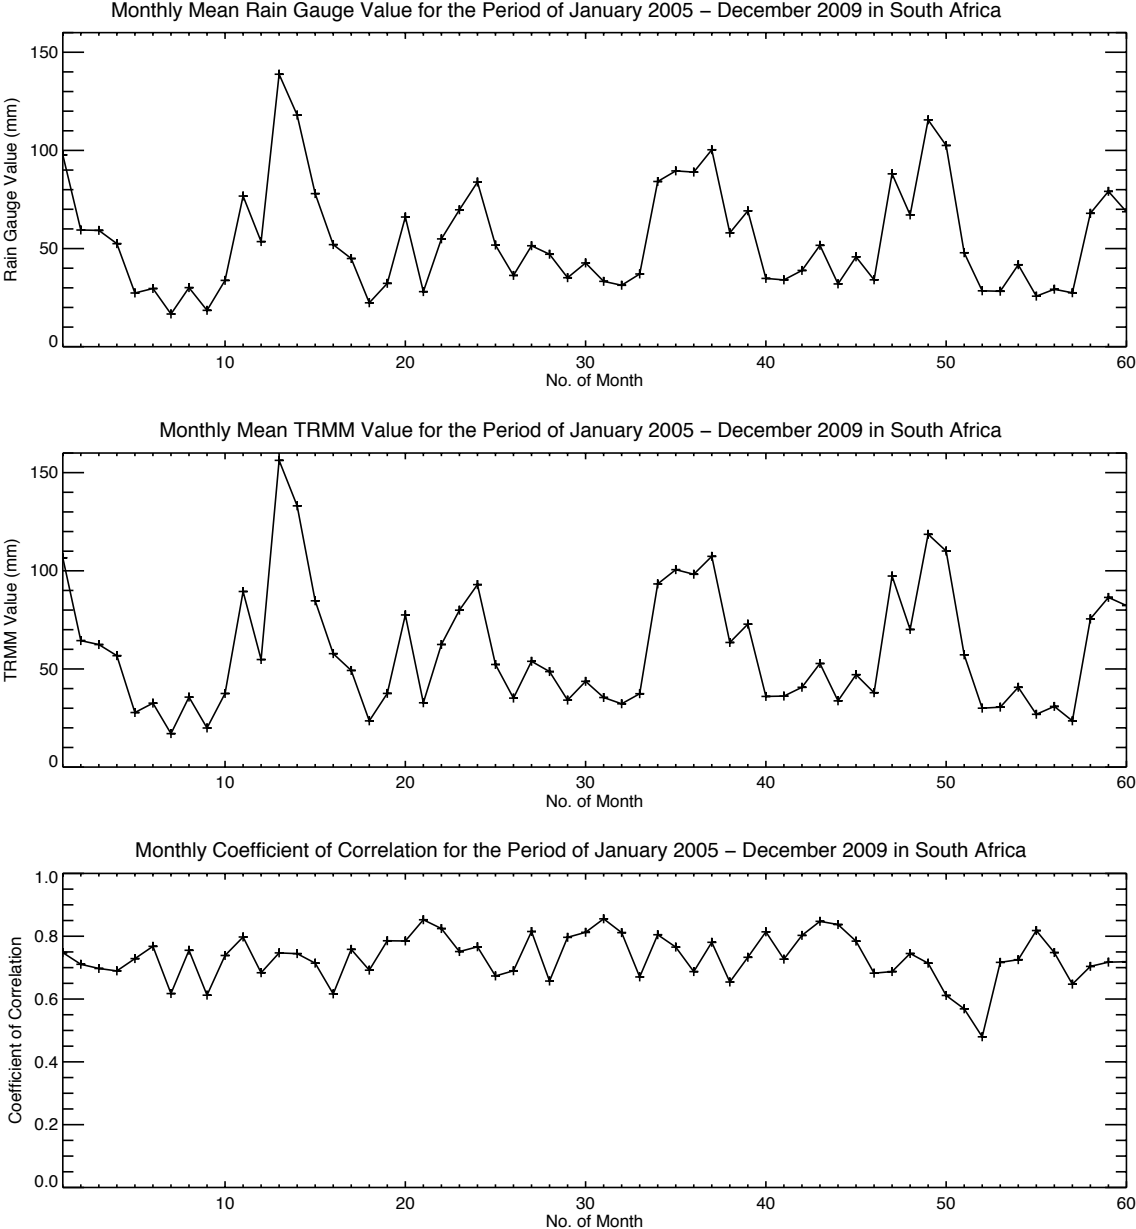 Monthly Mean Rain Gauge Value for the Period of January 2005 – December 2009 in South Africa
150
100
50
0
Rain Gauge Value (mm)
10 20 30 40 50 60
No. of Month
Monthly Mean TRMM Value for the Period of January 2005 – December 2009 in South Africa
150
100
50
0
TRMM Value (mm)
10 20 30 40 50 60
No. of Month
Monthly Coefficient of Correlation for the Period of January 2005 – December 2009 in South Africa
1.0
0.8
0.6
0.4
0.2
0.0
Coefficient of Correlation
10 20 30 40 50 60
No. of Month